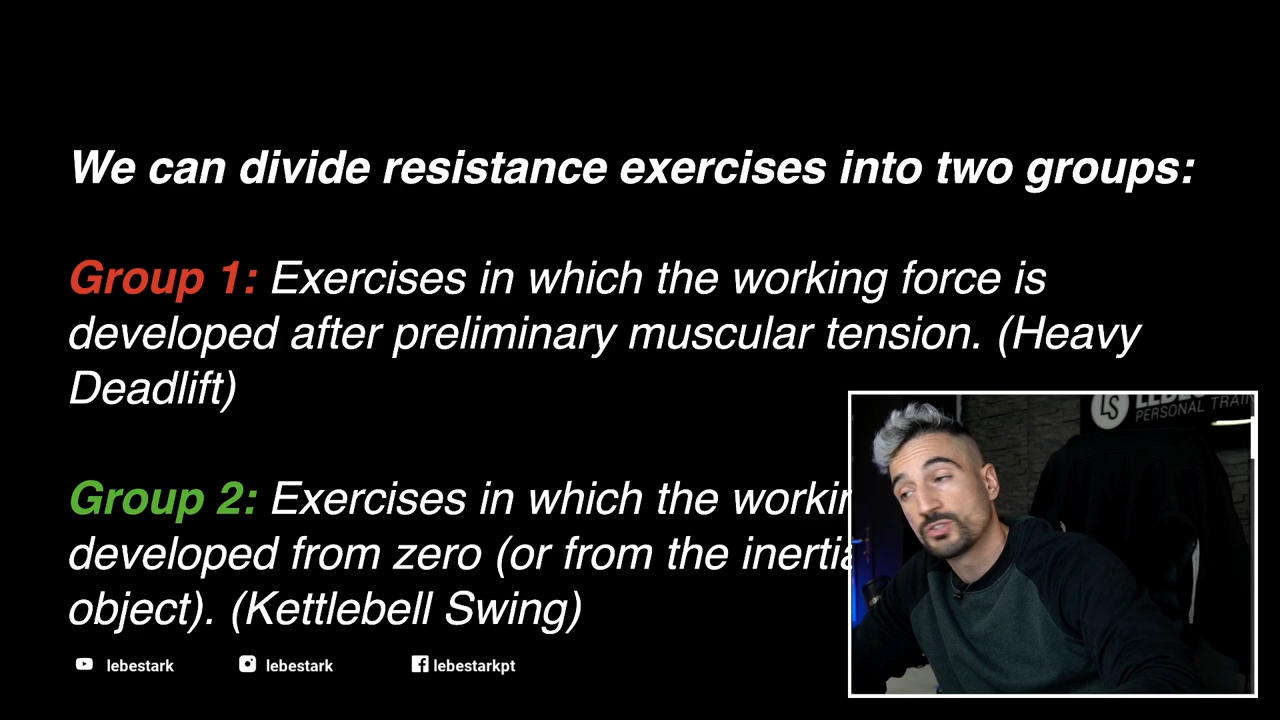 We can divide resistance exercises into two groups:
Group 1: Exercises in which the working force is
developed after preliminary muscular tension. (Heavy
Deadlift)
Group 2: Exercises in which the
developed from zero (or from the
object). (Kettlebell Swing)
lebestark lebestark lebestarkpt
LS
PERSONAL